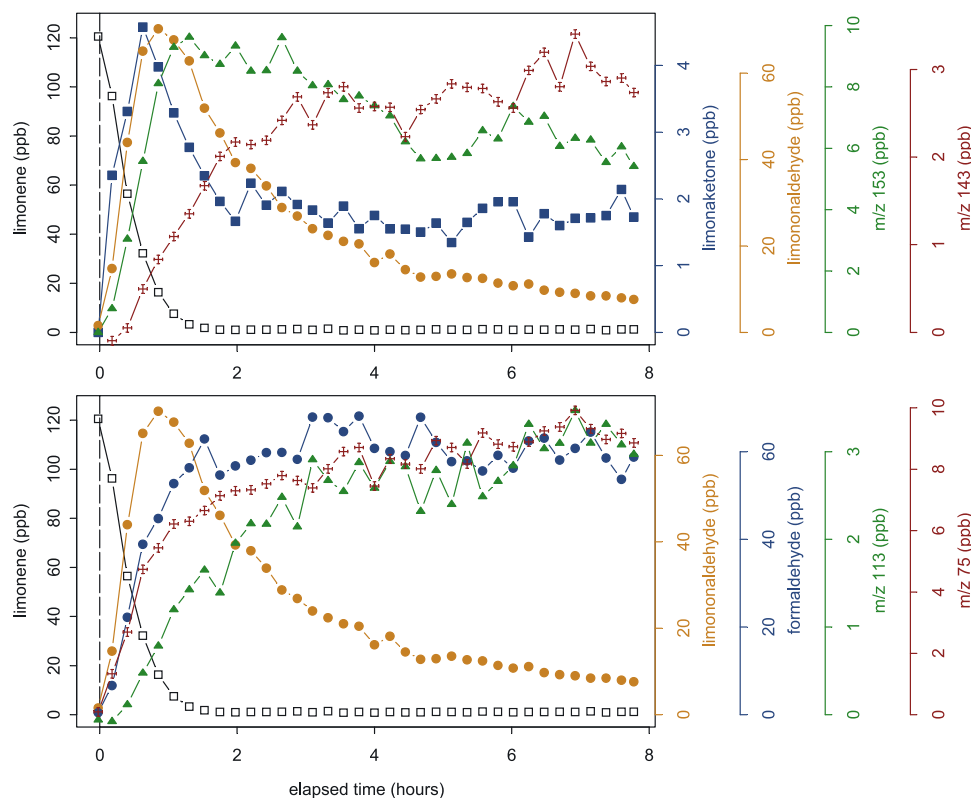 limonene (ppb)
0 20 40 60 80 100 120
0 2 4 6 8
limonaketone (ppb)
0 1 2 3 4
limononaldehyde (ppb)
0 20 40 60
m/z 153 (ppb)
0 2 4 6 8 10
m/z 143 (ppb)
0 1 2 3
limonene (ppb)
0 20 40 60 80 100 120
0 2 4 6 8
elapsed time (hours)
limononaldehyde (ppb)
0 20 40 60
formaldehyde (ppb)
0 20 40 60
m/z 113 (ppb)
0 1 2 3
m/z 75 (ppb)
0 2 4 6 8 10